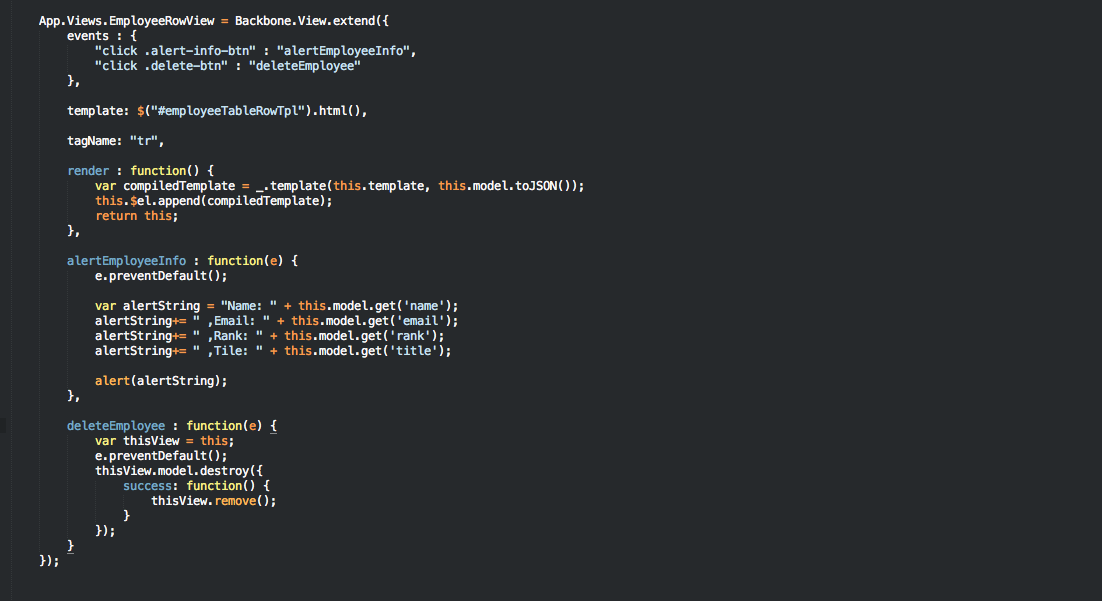 App.Views.EmployeeRowView = Backbone.View.extend({
events : {
"click .alert-info-btn" : "alertEmployeeInfo",
"click .delete-btn" : "deleteEmployee"
},
template: $("#employeeTableRowTpl").html(),
tagName: "tr",
render : function() {
var compiledTemplate = _.template(this.template, this.model.toJSON());
this.$el.append(compiledTemplate);
return this;
},
alertEmployeeInfo : function(e) {
e.preventDefault();
var alertString = "Name: " + this.model.get('name');
alertString+= " ,Email: " + this.model.get('email');
alertString+= " ,Rank: " + this.model.get('rank');
alertString+= " ,Tile: " + this.model.get('title');
alert(alertString);
},
deleteEmployee : function(e) {
var thisView = this;
e.preventDefault();
thisView.model.destroy({
success: function() {
thisView.remove();
}
});
}
});